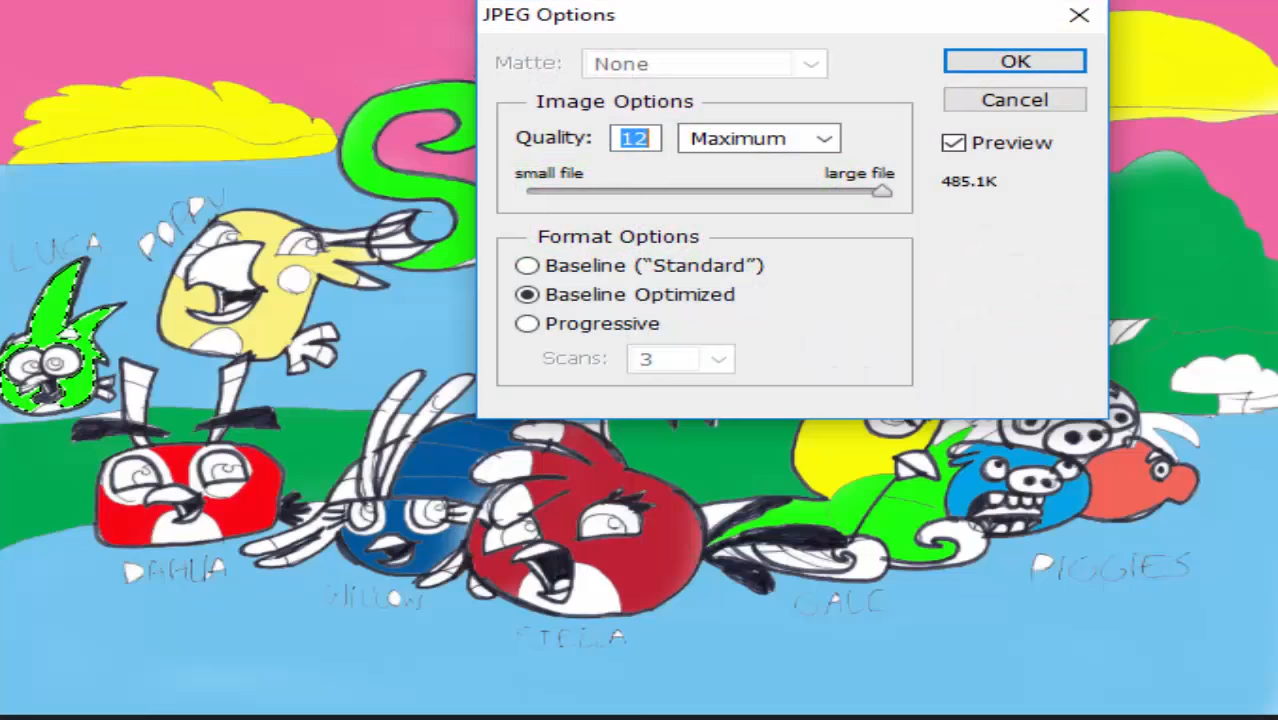 JPEG Options
Matte: None
OK
Image Options
Cancel
Quality: 12 Maximum
Preview
small file large file
485.1K
Format Options
Baseline (“Standard”)
Baseline Optimized
Progressive
Scans: 3
LUCA
POPPY
DAHLIA
WILLOW
STELLA
GALE
PIGGIES